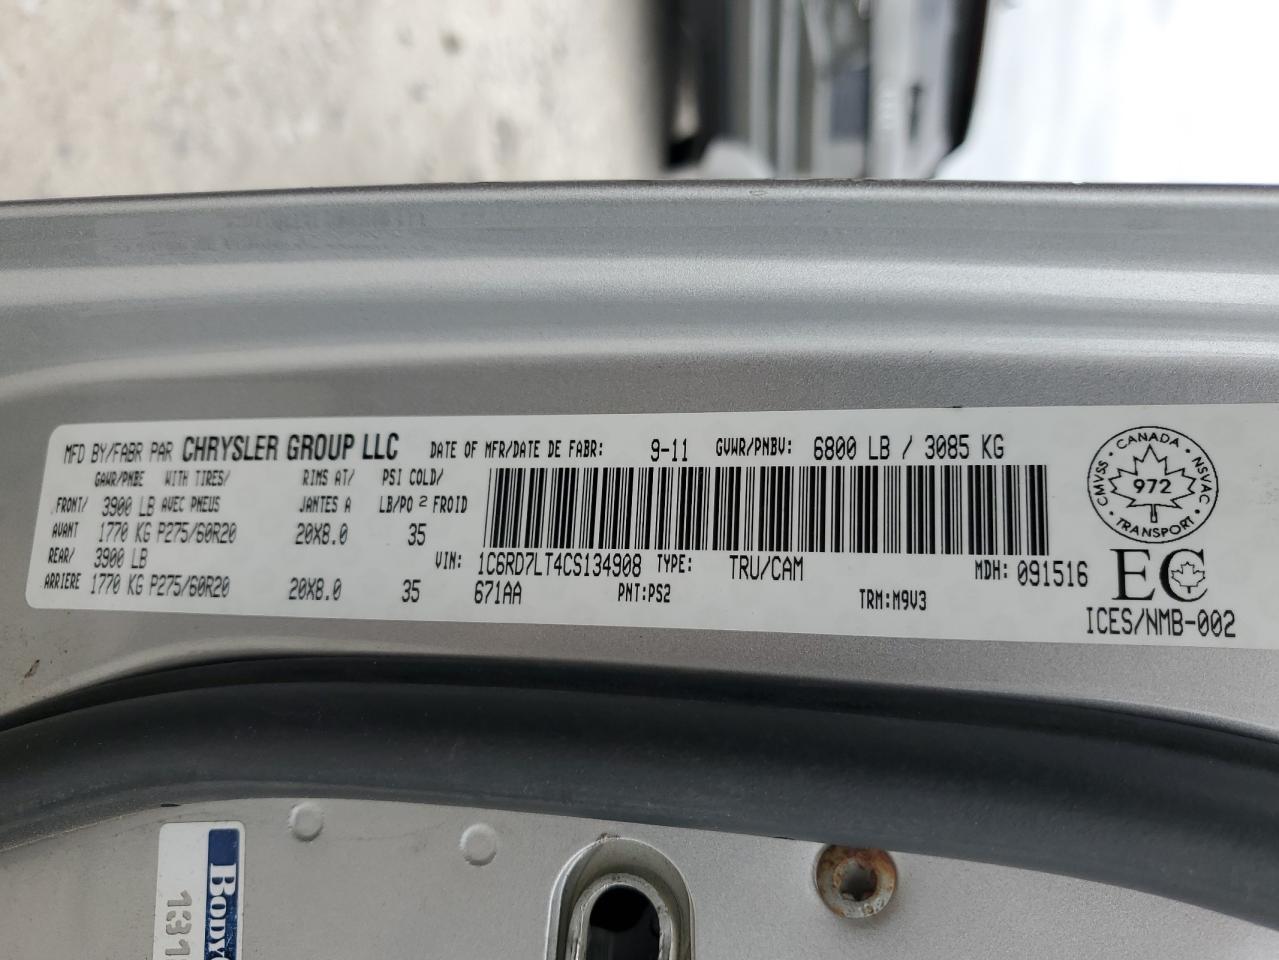 MFD BY/FABR PAR CHRYSLER GROUP LLC DATE OF MFR/DATE DE FABR: 9-11 GVWR/PNBV: 6800 LB / 3085 KG
GAWR/PNBE WITH TIRES/ RIMS AT/ PSI COLD/
FRONT/ 3900 LB AVEC PNEUS JANTES A LB/PO 2 FROID
AVANT 1770 KG P275/60R20 20X8.0 35
REAR/ 3900 LB
ARRIERE 1770 KG P275/60R20 20X8.0 35
VIN: 1C6RD7LT4CS134908 TYPE: TRU/CAM MDH: 091516
671AA PNT:PS2 TRM:M9V3
CANADA
CMVSS 972 NSVAC
TRANSPORT
EC
ICES/NMB-002